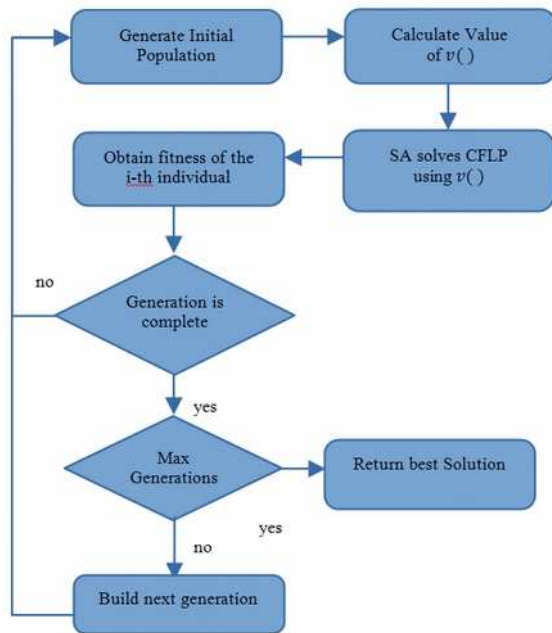 Generate Initial
Population
Calculate Value
of v( )
Obtain fitness of the
i-th individual
SA solves CFLP
using v( )
no
Generation is
complete
yes
Max
Generations
Return best Solution
yes
no
Build next generation